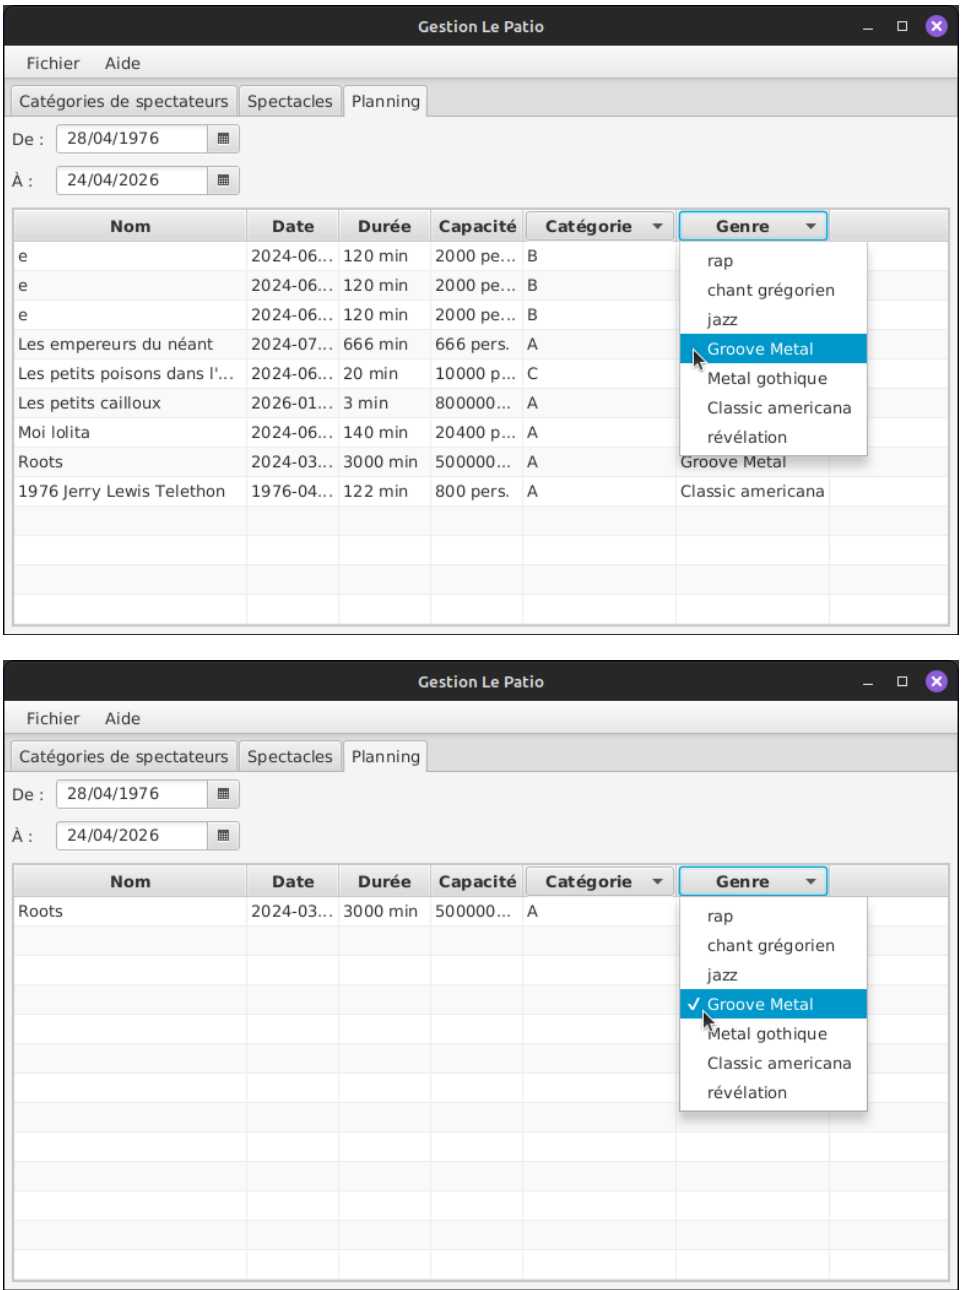 Gestion Le Patio
Fichier Aide
Catégories de spectateurs Spectacles Planning
De : 28/04/1976
À : 24/04/2026
Nom Date Durée Capacité Catégorie Genre
e 2024-06... 120 min 2000 pe... B rap
e 2024-06... 120 min 2000 pe... B chant grégorien
e 2024-06... 120 min 2000 pe... B jazz
Les empereurs du néant 2024-07... 666 min 666 pers. A Groove Metal
Les petits poisons dans l'... 2024-06... 20 min 10000 p... C Metal gothique
Les petits cailloux 2026-01... 3 min 800000... A Classic americana
Moi lolita 2024-06... 140 min 20400 p... A révélation
Roots 2024-03... 3000 min 500000... A Groove Metal
1976 Jerry Lewis Telethon 1976-04... 122 min 800 pers. A Classic americana
Gestion Le Patio
Fichier Aide
Catégories de spectateurs Spectacles Planning
De : 28/04/1976
À : 24/04/2026
Nom Date Durée Capacité Catégorie Genre
Roots 2024-03... 3000 min 500000... A rap
chant grégorien
jazz
Groove Metal
Metal gothique
Classic americana
révélation